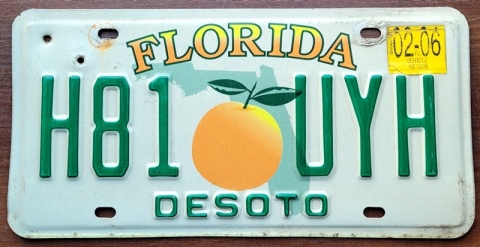 FLORIDA
02-06
H81 UYH
DESOTO